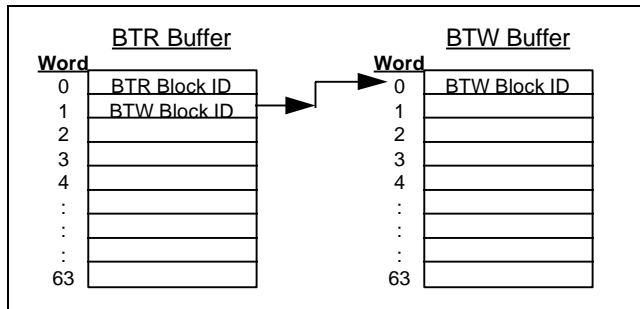 BTR Buffer
Word
0 BTR Block ID
1 BTW Block ID
2
3
4
:
:
:
63
BTW Buffer
Word
0 BTW Block ID
1
2
3
4
:
:
:
63